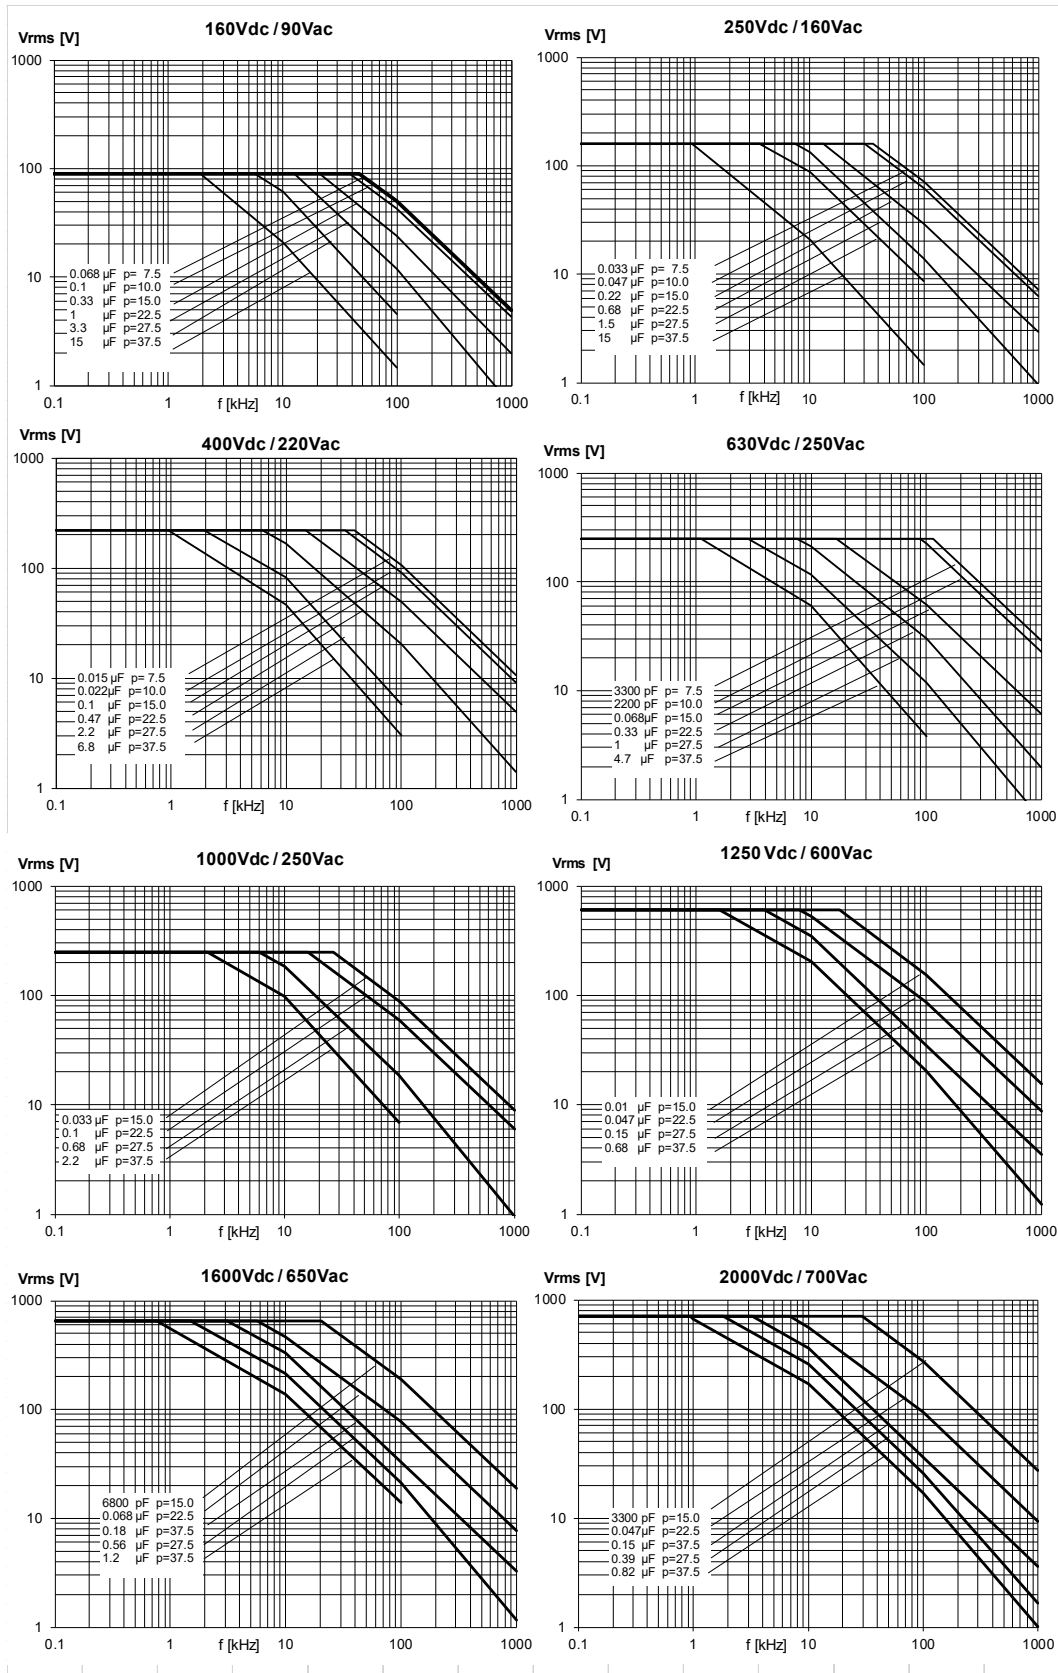 160Vdc / 90Vac
Vrms [V]
1000
100
10
1
0.068 µF p= 7.5
0.1 µF p=10.0
0.33 µF p=15.0
1 µF p=22.5
3.3 µF p=27.5
15 µF p=37.5
0.1 1 10 100 1000
f [kHz]
250Vdc / 160Vac
Vrms [V]
1000
100
10
1
0.033 µF p= 7.5
0.047 µF p=10.0
0.22 µF p=15.0
0.68 µF p=22.5
1.5 µF p=27.5
15 µF p=37.5
0.1 1 10 100 1000
f [kHz]
400Vdc / 220Vac
Vrms [V]
1000
100
10
1
0.015 µF p= 7.5
0.022µF p=10.0
0.1 µF p=15.0
0.47 µF p=22.5
2.2 µF p=27.5
6.8 µF p=37.5
0.1 1 10 100 1000
f [kHz]
630Vdc / 250Vac
Vrms [V]
1000
100
10
1
3300 pF p= 7.5
2200 pF p=10.0
0.068µF p=15.0
0.33 µF p=22.5
1 µF p=27.5
4.7 µF p=37.5
0.1 1 10 100 1000
f [kHz]
1000Vdc / 250Vac
Vrms [V]
1000
100
10
1
0.033 µF p=15.0
0.1 µF p=22.5
0.68 µF p=27.5
2.2 µF p=37.5
0.1 1 10 100 1000
f [kHz]
1250 Vdc / 600Vac
Vrms [V]
1000
100
10
1
0.01 µF p=15.0
0.047 µF p=22.5
0.15 µF p=27.5
0.68 µF p=37.5
0.1 1 10 100 1000
f [kHz]
1600Vdc / 650Vac
Vrms [V]
1000
100
10
1
6800 pF p=15.0
0.068 µF p=22.5
0.18 µF p=37.5
0.56 µF p=27.5
1.2 µF p=37.5
0.1 1 10 100 1000
f [kHz]
2000Vdc / 700Vac
Vrms [V]
1000
100
10
1
3300 pF p=15.0
0.047µF p=22.5
0.15 µF p=37.5
0.39 µF p=27.5
0.82 µF p=37.5
0.1 1 10 100 1000
f [kHz]